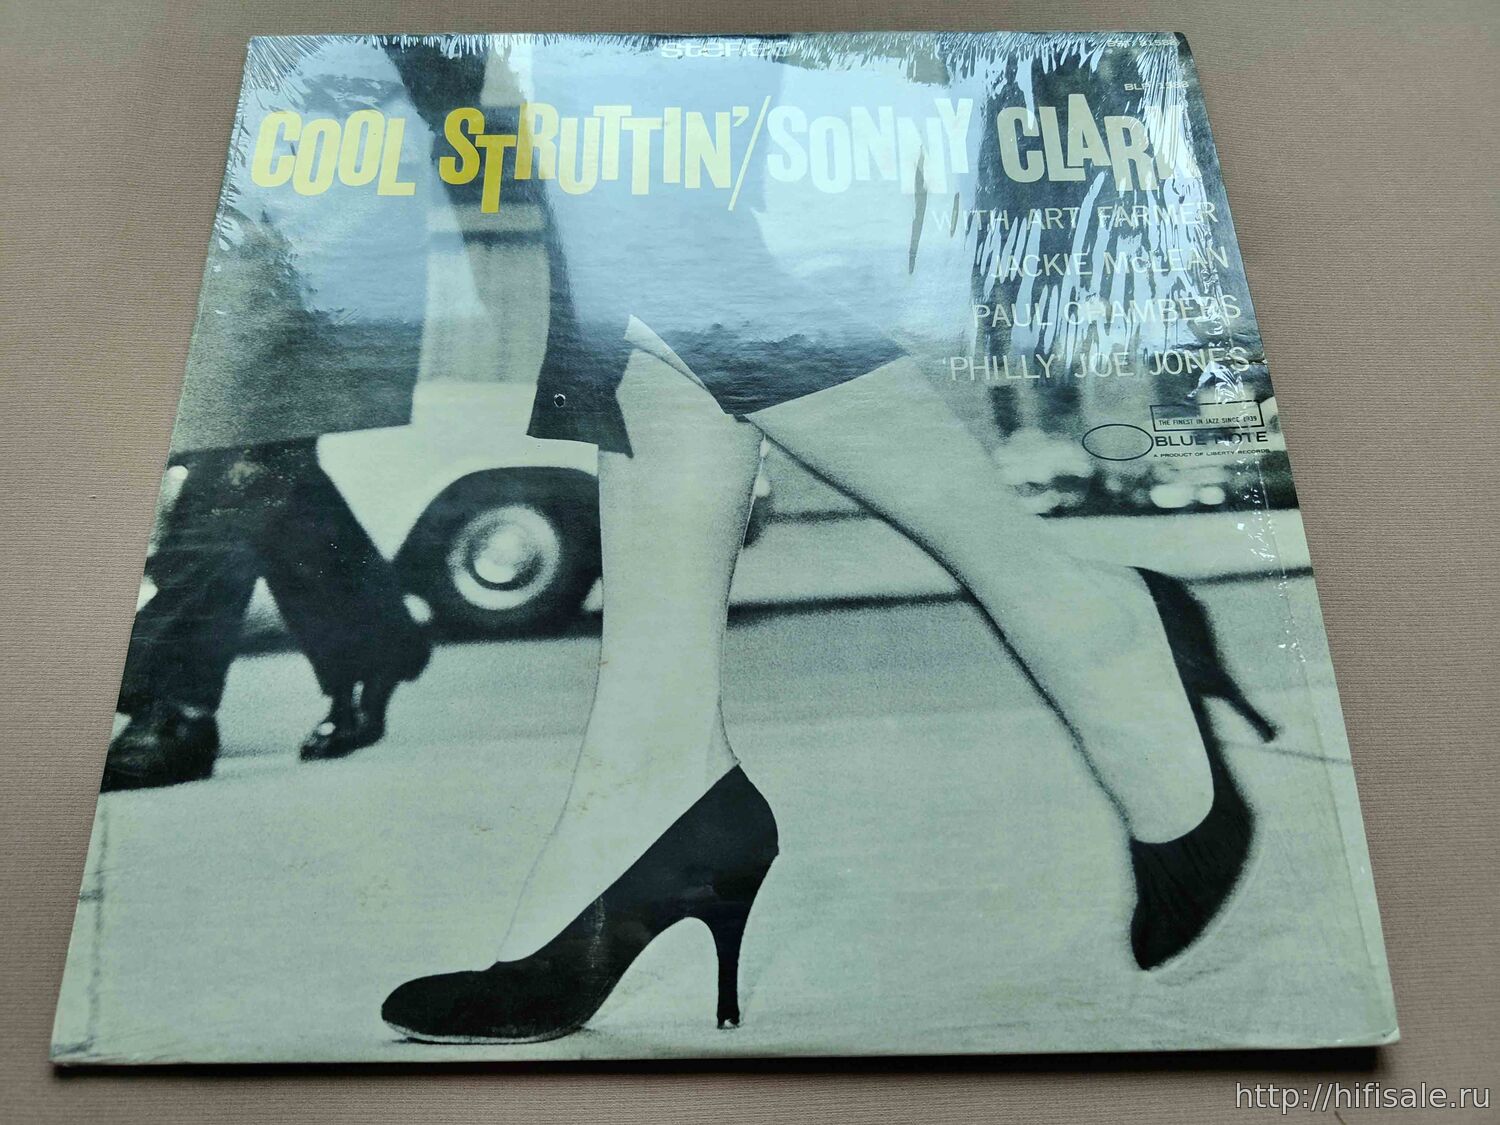 stereo
COOL STRUTTIN'/SONNY CLARK
WITH ART FARMER
JACKIE McLEAN
PAUL CHAMBERS
'PHILLY' JOE JONES
THE FINEST IN JAZZ SINCE 1939
BLUE NOTE
A PRODUCT OF LIBERTY RECORDS
http://hifisale.ru